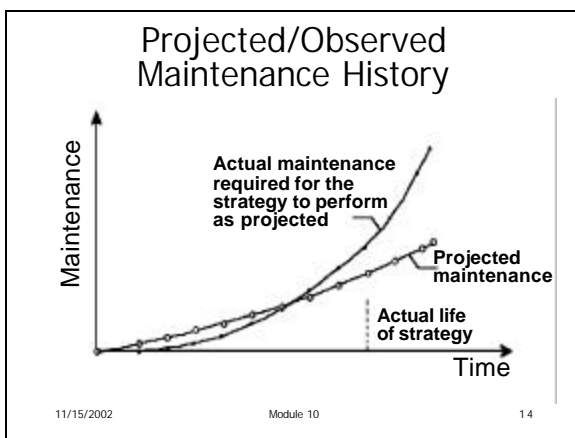 Projected/Observed
Maintenance History
Maintenance
Actual maintenance
required for the
strategy to perform
as projected
Projected
maintenance
Actual life
of strategy
Time
11/15/2002
Module 10
14